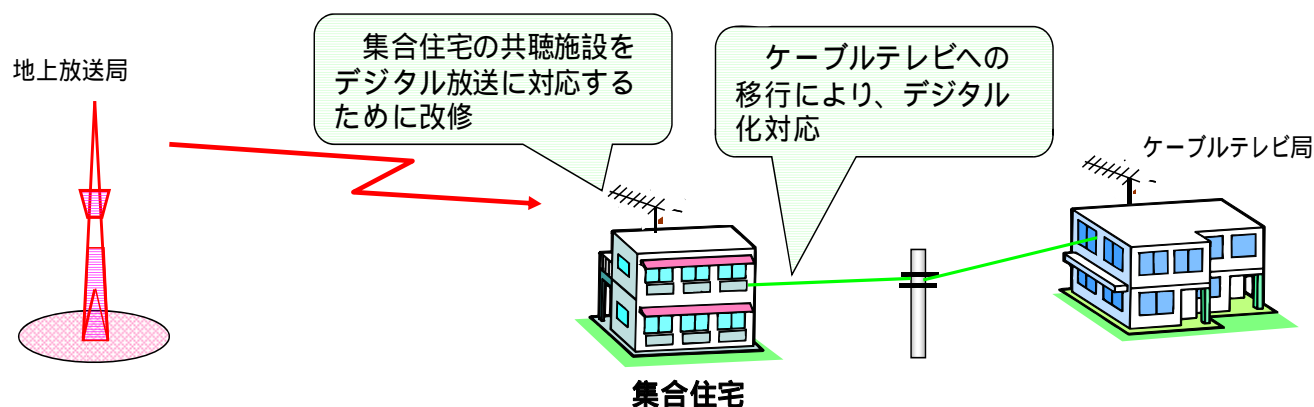 地上放送局
集合住宅の共聴施設を
デジタル放送に対応する
ために改修
ケーブルテレビへの
移行により、デジタル
化対応
ケーブルテレビ局
集合住宅